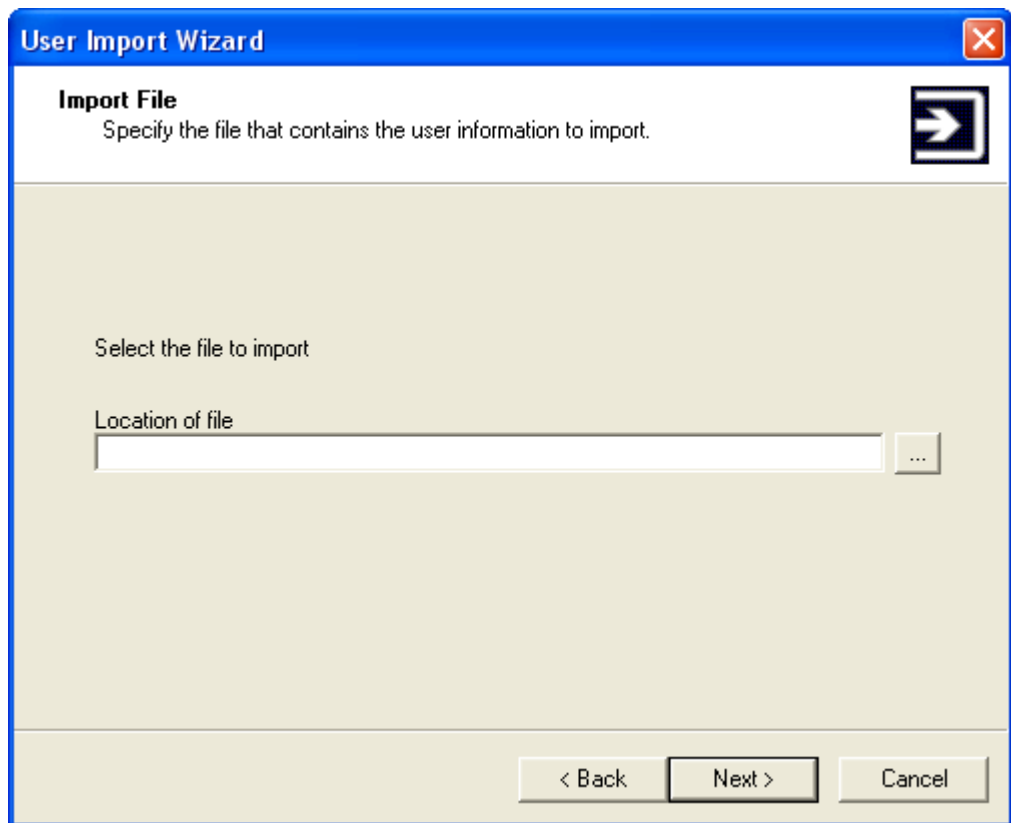 User Import Wizard
Import File
Specify the file that contains the user information to import.
Select the file to import
Location of file
...
< Back Next > Cancel